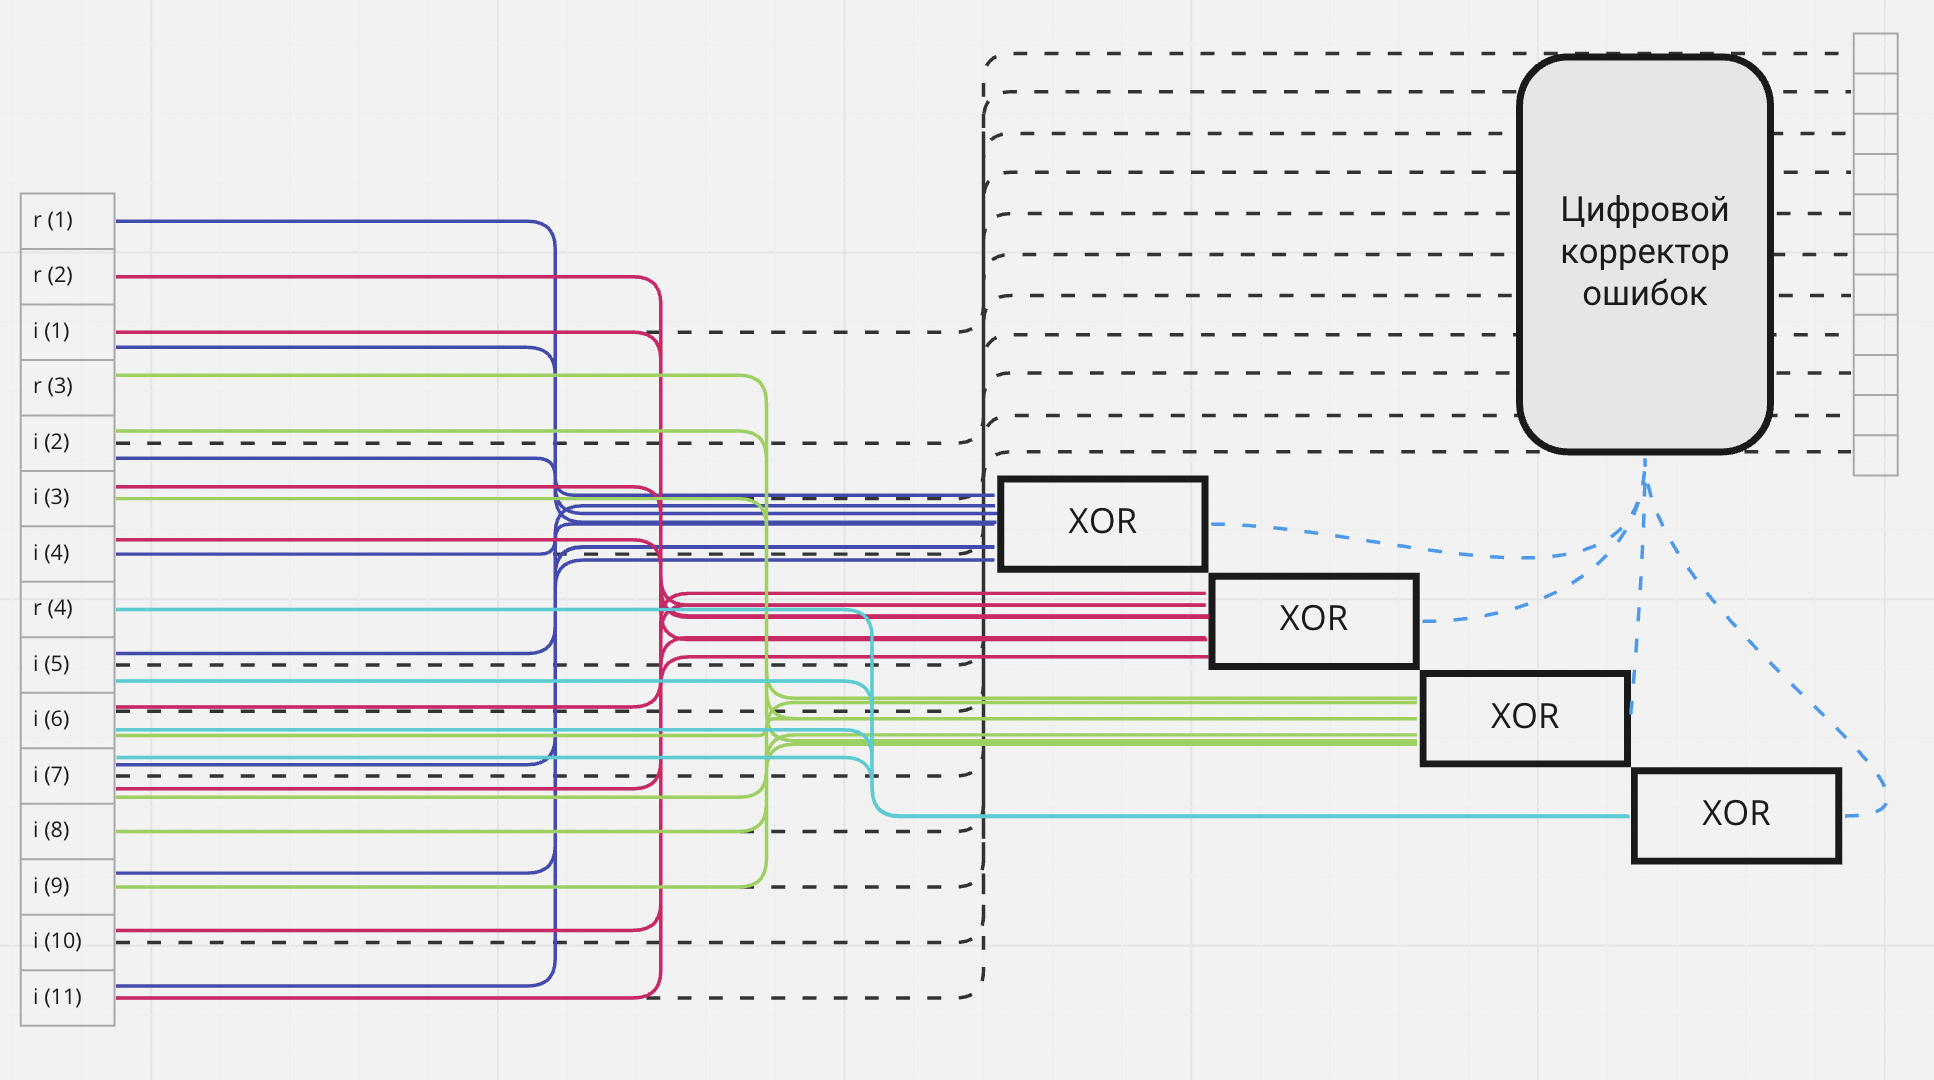 r (1)
r (2)
i (1)
r (3)
i (2)
i (3)
i (4)
r (4)
i (5)
i (6)
i (7)
i (8)
i (9)
i (10)
i (11)
XOR
XOR
XOR
XOR
Цифровой
корректор
ошибок